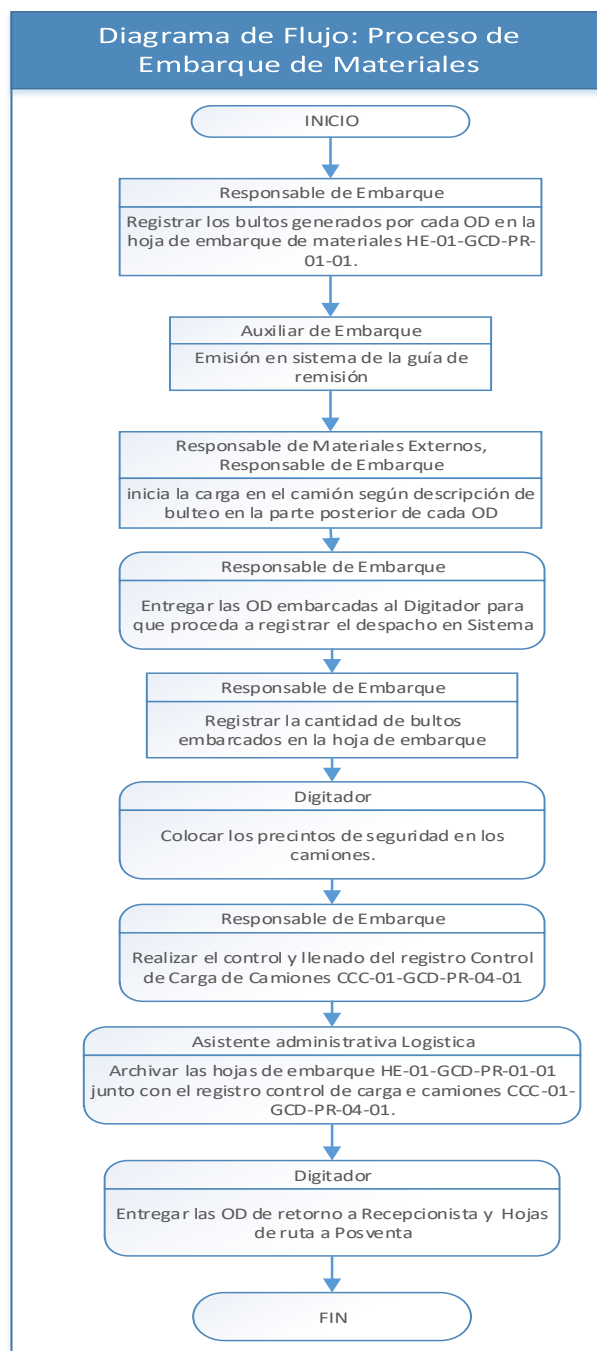 Diagrama de Flujo: Proceso de
Embarque de Materiales
INICIO
Responsable de Embarque
Registrar los bultos generados por cada OD en la
hoja de embarque de materiales HE-01-GCD-PR-
01-01.
Auxiliar de Embarque
Emisión en sistema de la guía de
remisión
Responsable de Materiales Externos,
Responsable de Embarque
inicia la carga en el camión según descripción de
bulteo en la parte posterior de cada OD
Responsable de Embarque
Entregar las OD embarcadas al Digitador para
que proceda a registrar el despacho en Sistema
Responsable de Embarque
Registrar la cantidad de bultos
embarcados en la hoja de embarque
Digitador
Colocar los precintos de seguridad en los
camiones.
Responsable de Embarque
Realizar el control y llenado del registro Control
de Carga de Camiones CCC-01-GCD-PR-04-01
Asistente administrativa Logistica
Archivar las hojas de embarque HE-01-GCD-PR-01-01
junto con el registro control de carga e camiones CCC-01-
GCD-PR-04-01.
Digitador
Entregar las OD de retorno a Recepcionista y Hojas
de ruta a Posventa
FIN